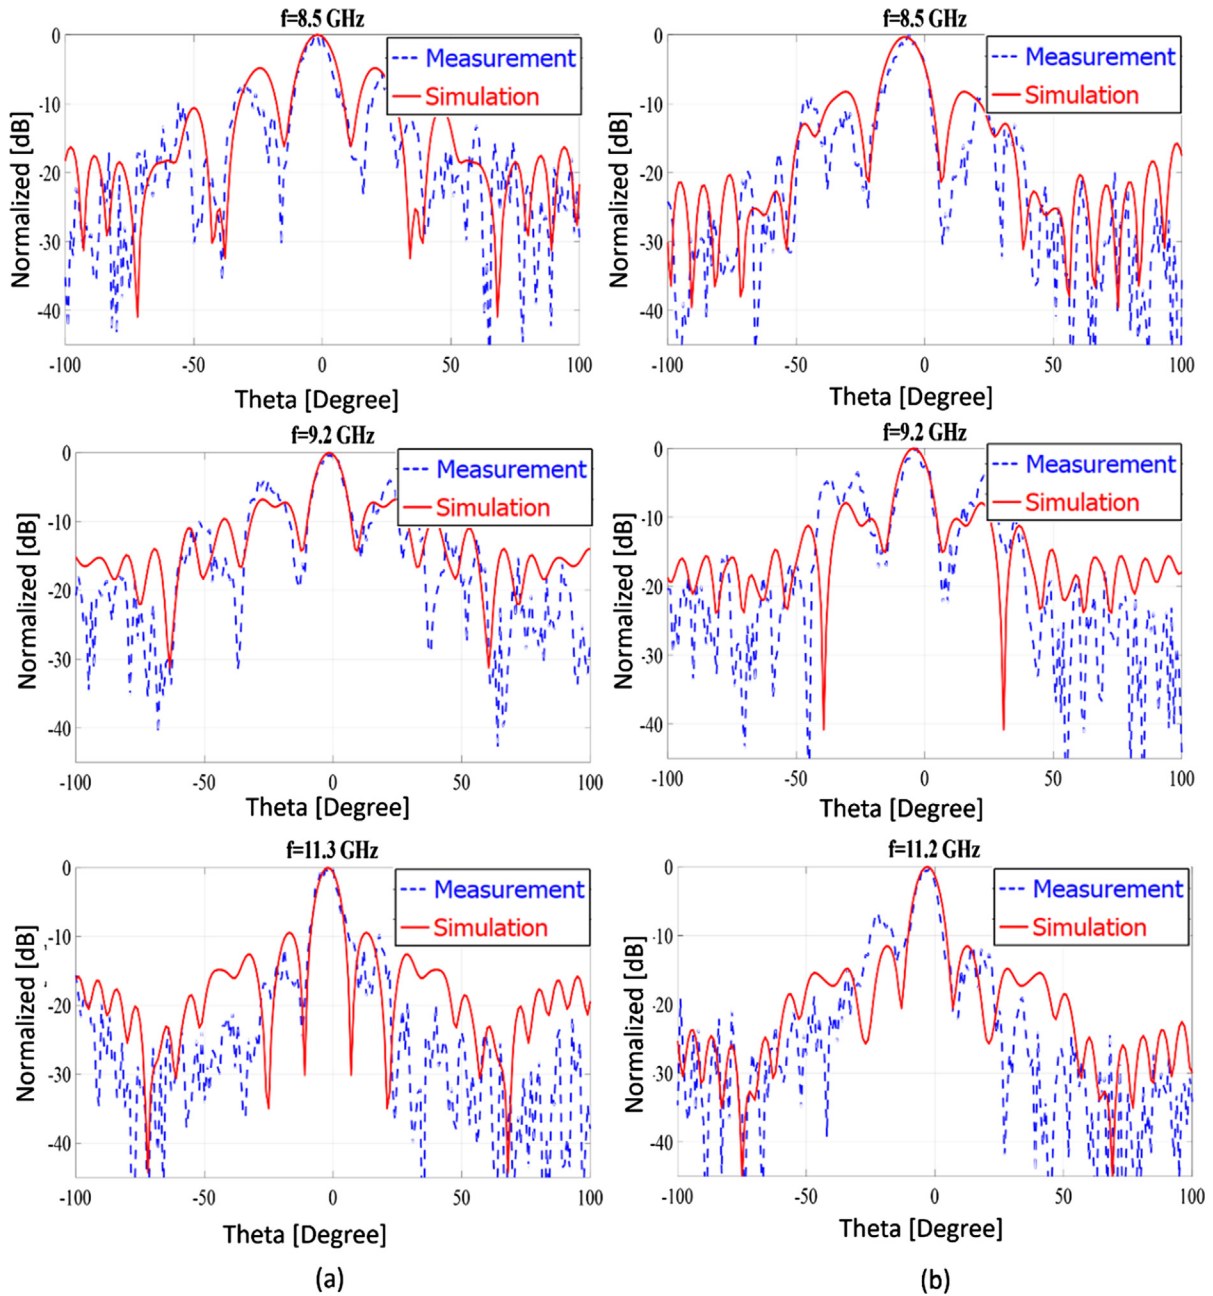 f=8.5 GHz
Measurement
Simulation
0
-10
-20
-30
-40
Normalized [dB]
-100
-50
0
50
100
Theta [Degree]
f=8.5 GHz
Measurement
Simulation
0
-10
-20
-30
-40
Normalized [dB]
-100
-50
0
50
100
Theta [Degree]
f=9.2 GHz
Measurement
Simulation
0
-10
-20
-30
-40
Normalized [dB]
-100
-50
0
50
100
Theta [Degree]
f=9.2 GHz
Measurement
Simulation
0
-10
-20
-30
-40
Normalized [dB]
-100
-50
0
50
100
Theta [Degree]
f=11.3 GHz
Measurement
Simulation
0
-10
-20
-30
-40
Normalized [dB]
-100
-50
0
50
100
Theta [Degree]
(a)
f=11.2 GHz
Measurement
Simulation
0
-10
-20
-30
-40
Normalized [dB]
-100
-50
0
50
100
Theta [Degree]
(b)